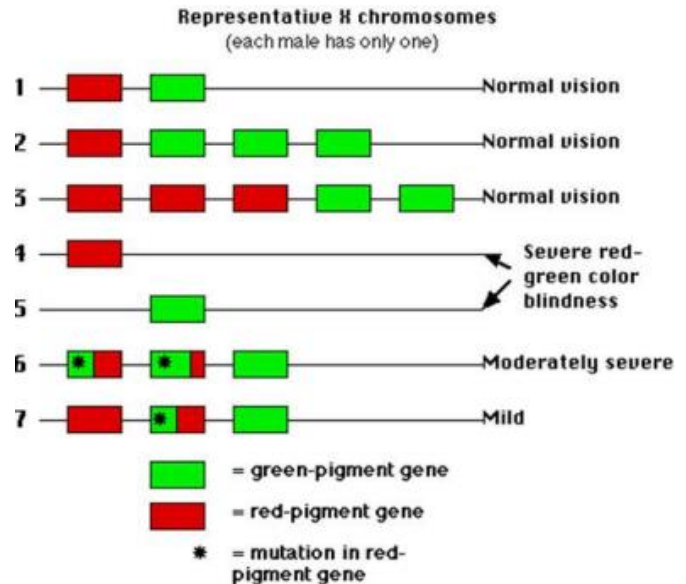 Representative X chromosomes
(each male has only one)
1 Normal vision
2 Normal vision
3 Normal vision
4
Severe red-
green color
blindness
5
6 Moderately severe
7 Mild
= green-pigment gene
= red-pigment gene
* = mutation in red-
pigment gene